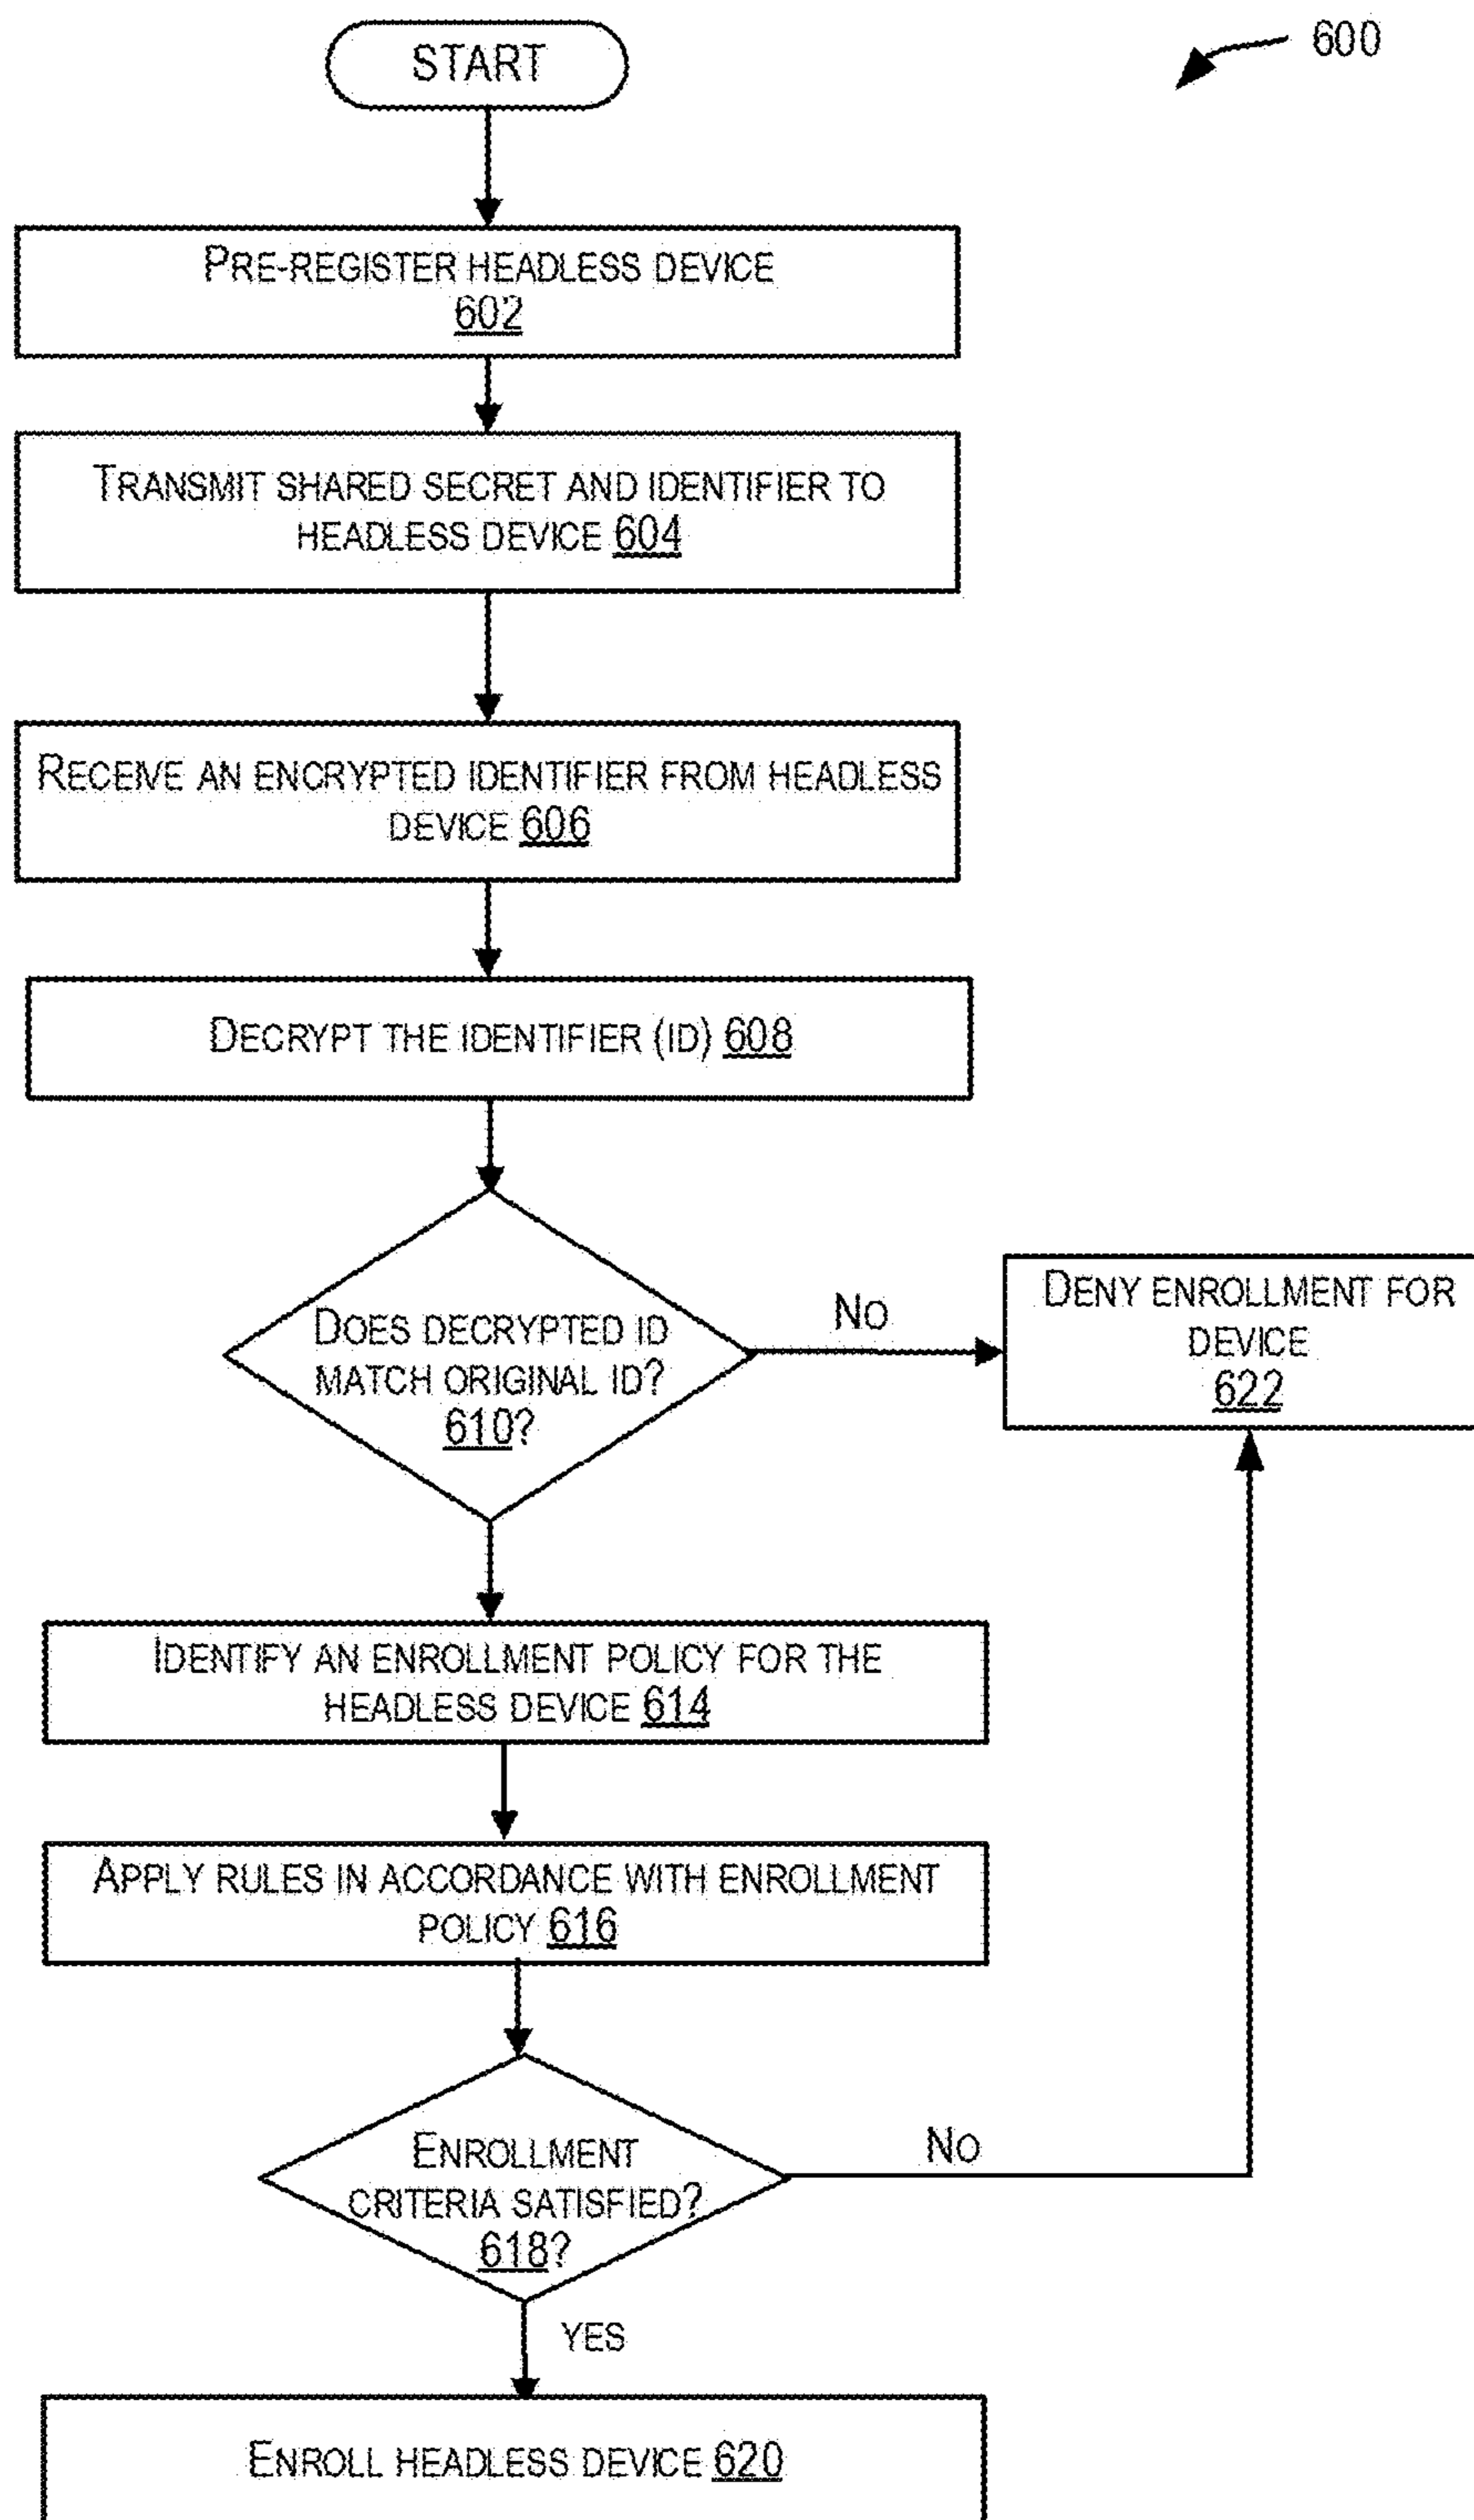 START
600
PRE-REGISTER HEADLESS DEVICE
602
TRANSMIT SHARED SECRET AND IDENTIFIER TO
HEADLESS DEVICE 604
RECEIVE AN ENCRYPTED IDENTIFIER FROM HEADLESS
DEVICE 606
DECRYPT THE IDENTIFIER (ID) 608
DOES DECRYPTED ID
MATCH ORIGINAL ID?
610?
NO
DENY ENROLLMENT FOR
DEVICE
622
IDENTIFY AN ENROLLMENT POLICY FOR THE
HEADLESS DEVICE 614
APPLY RULES IN ACCORDANCE WITH ENROLLMENT
POLICY 616
ENROLLMENT
CRITERIA SATISFIED?
618?
NO
YES
ENROLL HEADLESS DEVICE 620